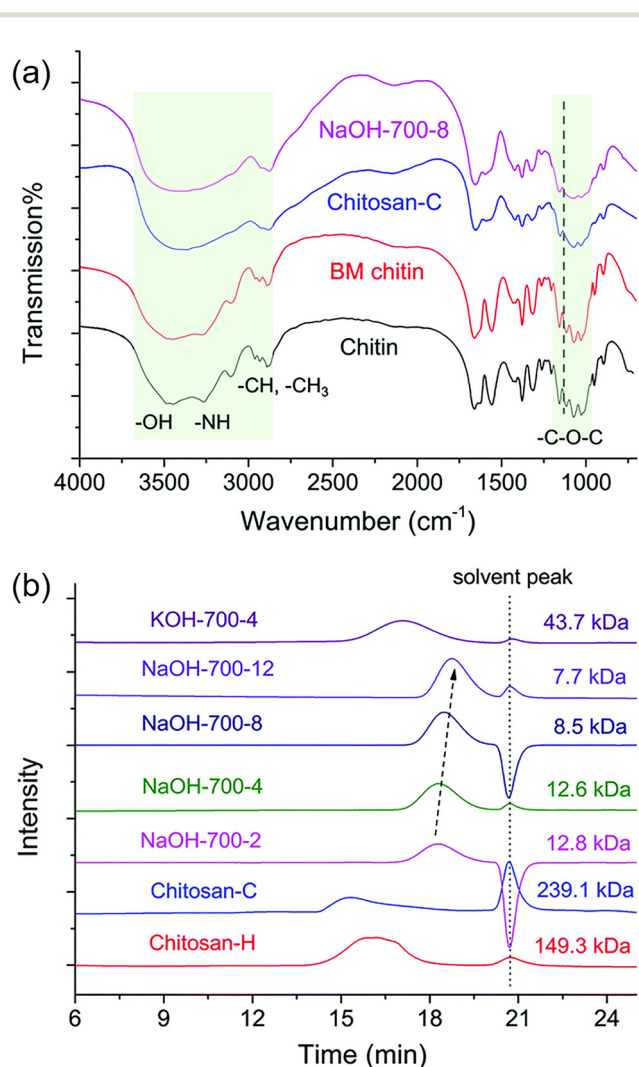 (a)
NaOH-700-8
Chitosan-C
BM chitin
Chitin
-CH, -CH₃
-OH -NH
-C-O-C
Transmission%
4000 3500 3000 2500 2000 1500 1000
Wavenumber (cm⁻¹)
(b)
solvent peak
KOH-700-4 43.7 kDa
NaOH-700-12 7.7 kDa
NaOH-700-8 8.5 kDa
NaOH-700-4 12.6 kDa
NaOH-700-2 12.8 kDa
Chitosan-C 239.1 kDa
Chitosan-H 149.3 kDa
Intensity
6 9 12 15 18 21 24
Time (min)